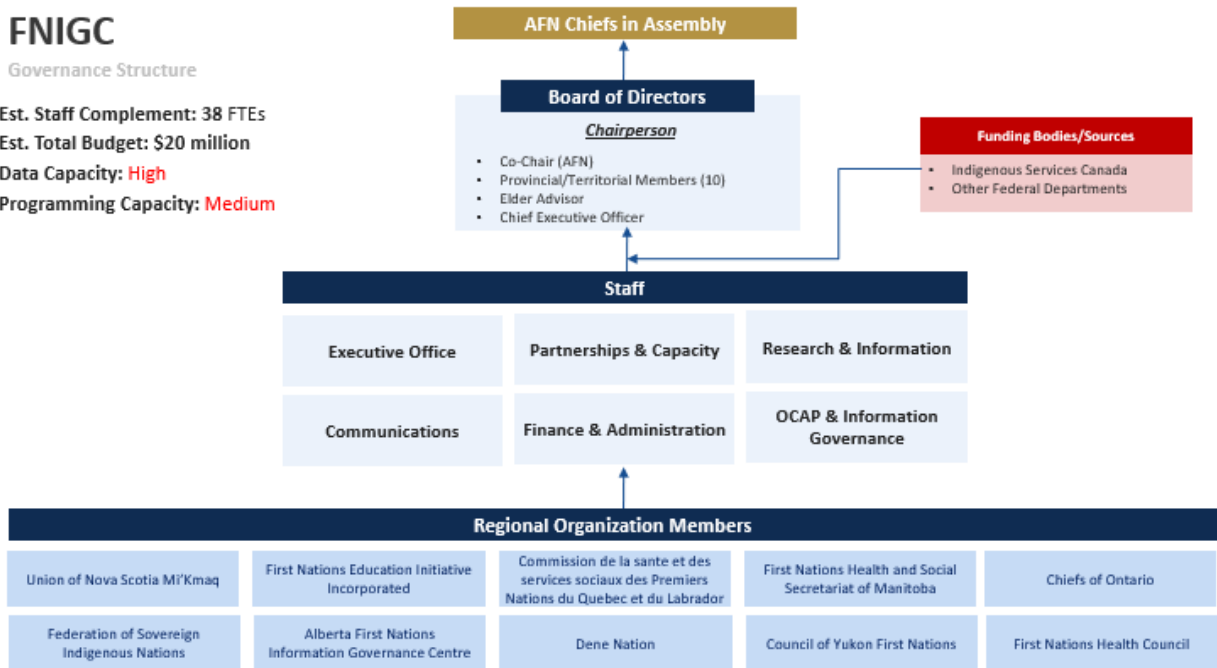 FNIGC
Governance Structure
Est. Staff Complement: 38 FTEs
Est. Total Budget: $20 million
Data Capacity: High
Programming Capacity: Medium
AFN Chiefs in Assembly
Board of Directors
Chairperson
• Co-Chair (AFN)
• Provincial/Territorial Members (10)
• Elder Advisor
• Chief Executive Officer
Funding Bodies/Sources
• Indigenous Services Canada
• Other Federal Departments
Staff
Executive Office
Partnerships & Capacity
Research & Information
Communications
Finance & Administration
OCAP & Information
Governance
Regional Organization Members
Union of Nova Scotia Mi'Kmaq
First Nations Education Initiative
Incorporated
Commission de la sante et des
services sociaux des Premiers
Nations du Quebec et du Labrador
First Nations Health and Social
Secretariat of Manitoba
Chiefs of Ontario
Federation of Sovereign
Indigenous Nations
Alberta First Nations
Information Governance Centre
Dene Nation
Council of Yukon First Nations
First Nations Health Council